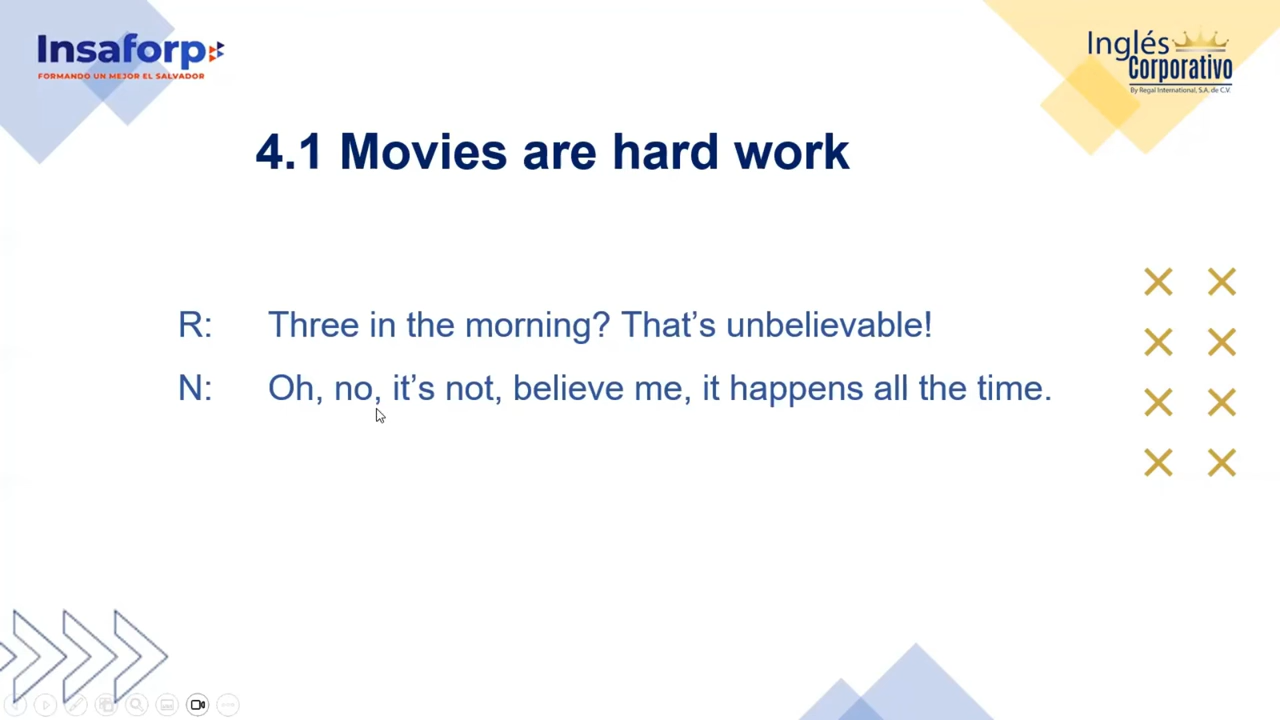 Insaforp
FORMANDO UN MEJOR EL SALVADOR
Inglés
Corporativo
By Regal International, S.A. de C.V.
4.1 Movies are hard work
R: Three in the morning? That's unbelievable!
N: Oh, no, it's not, believe me, it happens all the time.